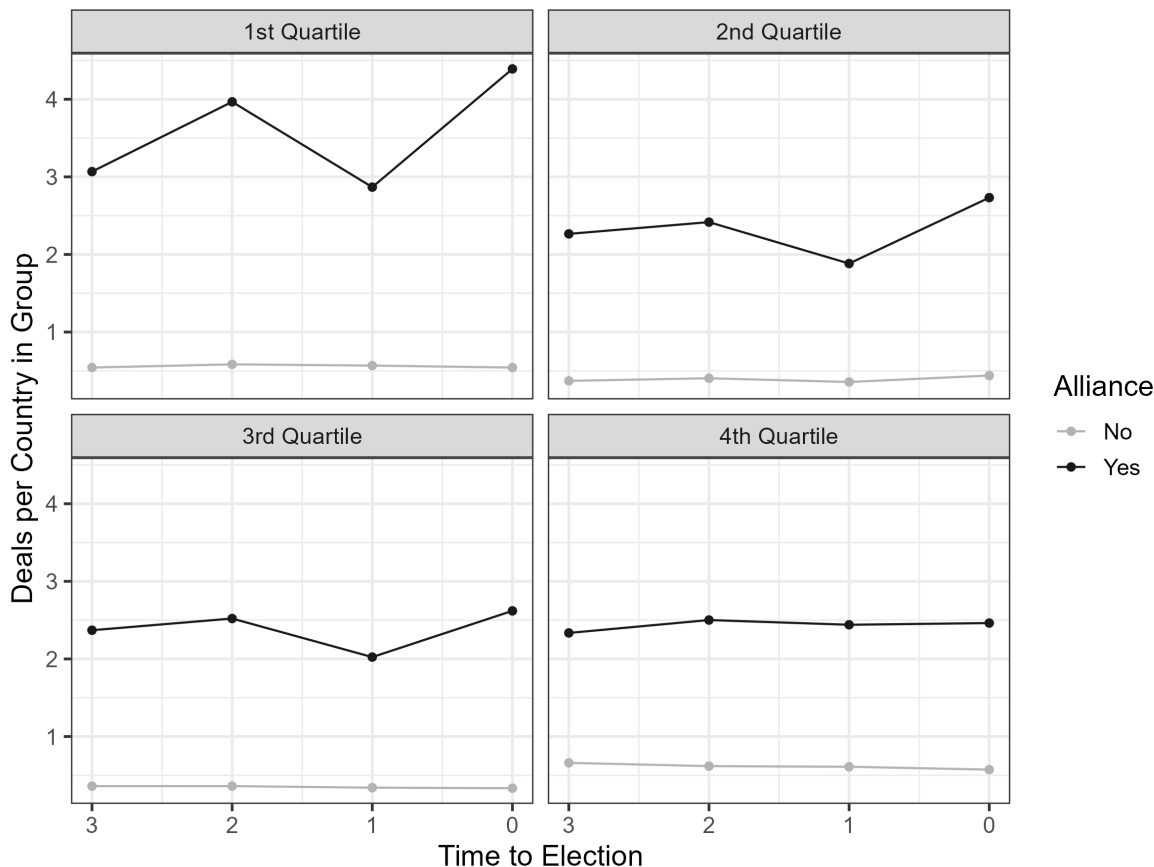 1st Quartile
2nd Quartile
4
3
2
1
3rd Quartile
4th Quartile
4
3
2
1
3 2 1 0
3 2 1 0
Time to Election
Deals per Country in Group
Alliance
No
Yes